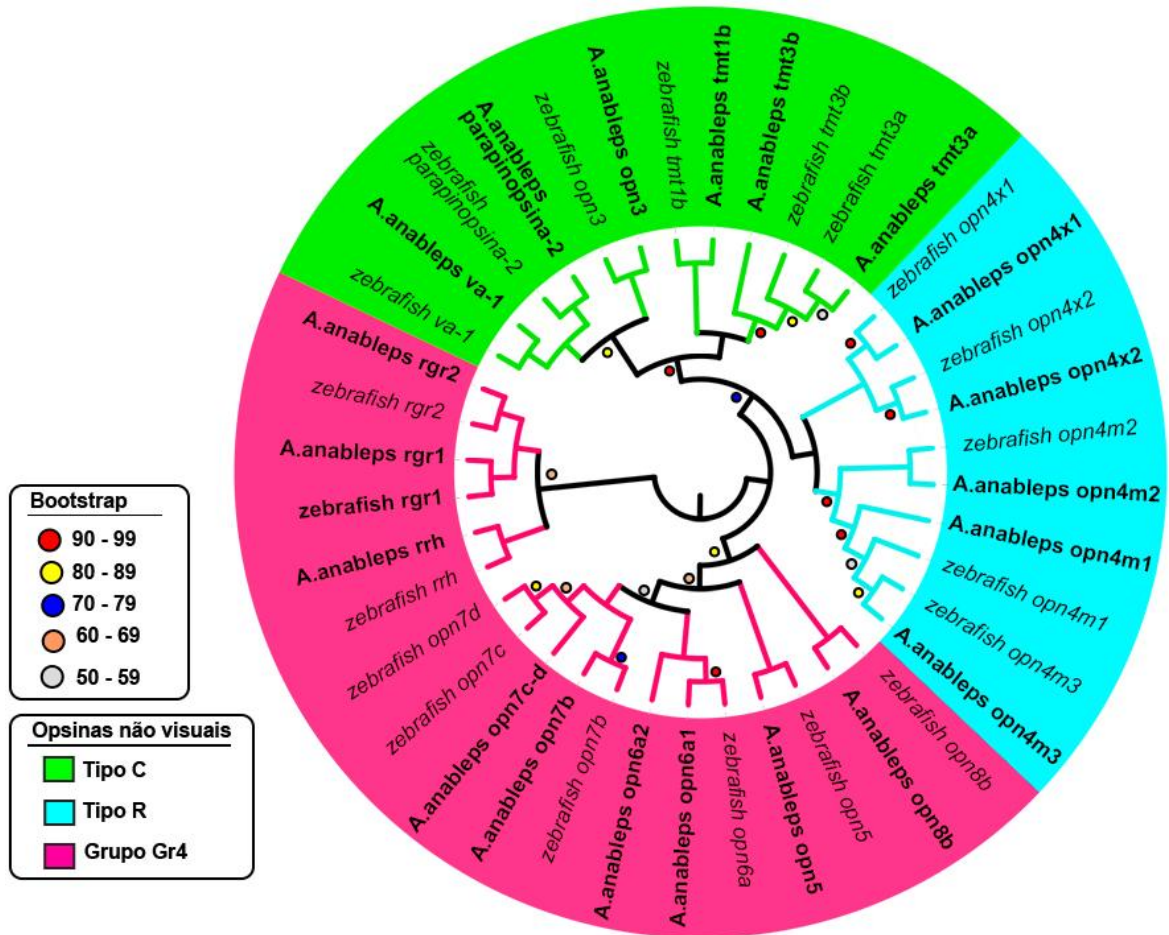 zebrafish va-1
A.anableps va-1
zebrafish
parapinopsina-2
A.anableps
parapinopsina-2
zebrafish opn3
A.anableps opn3
zebrafish tmt1b
A.anableps tmt1b
A.anableps tmt3b
zebrafish tmt3b
zebrafish tmt3a
A.anableps tmt3a
zebrafish opn4x1
A.anableps opn4x1
zebrafish opn4x2
A.anableps opn4x2
zebrafish opn4m2
A.anableps opn4m2
A.anableps opn4m1
zebrafish opn4m1
zebrafish opn4m3
A.anableps opn4m3
zebrafish opn8b
A.anableps opn8b
zebrafish opn5
A.anableps opn5
zebrafish opn6a
A.anableps opn6a1
A.anableps opn6a2
zebrafish opn7b
A.anableps opn7b
A.anableps opn7c-d
zebrafish opn7c
zebrafish opn7d
zebrafish rrh
A.anableps rrh
zebrafish rgr1
A.anableps rgr1
zebrafish rgr2
A.anableps rgr2
Bootstrap
90 - 99
80 - 89
70 - 79
60 - 69
50 - 59
Opsinas não visuais
Tipo C
Tipo R
Grupo Gr4